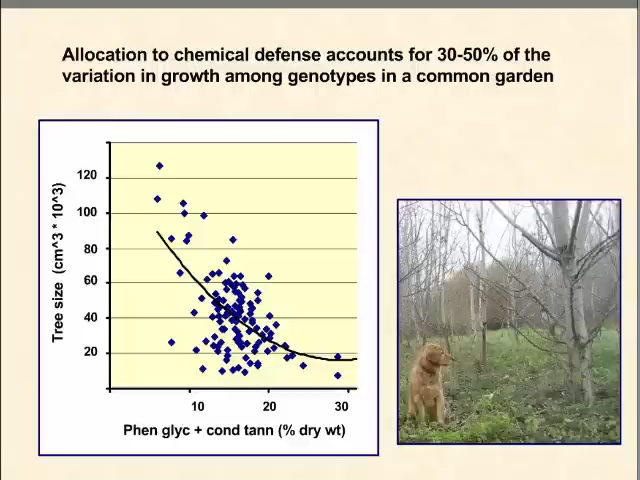 Allocation to chemical defense accounts for 30-50% of the
variation in growth among genotypes in a common garden
Tree size (cm^3 * 10^3)
120
100
80
60
40
20
10
20
30
Phen glyc + cond tann (% dry wt)